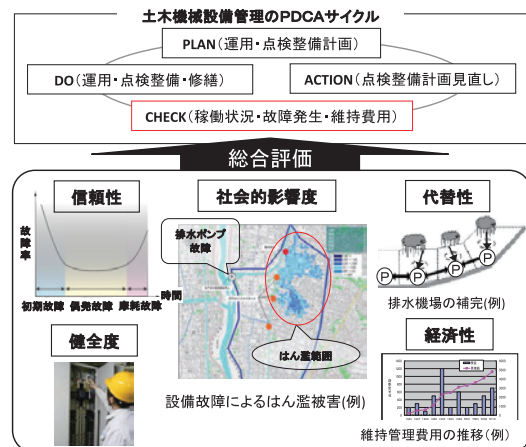 土木機械設備管理のPDCAサイクル
PLAN(運用・点検整備計画)
DO(運用・点検整備・修繕)
ACTION(点検整備計画見直し)
CHECK(稼働状況・故障発生・維持費用)
総合評価
信頼性
故障率
時間
初期故障
偶発故障
摩耗故障
社会的影響度
排水ポンプ
故障
はん濫範囲
設備故障によるはん濫被害(例)
代替性
P
P
P
P
排水機場の補完(例)
健全度
経済性
維持管理費用の推移(例)